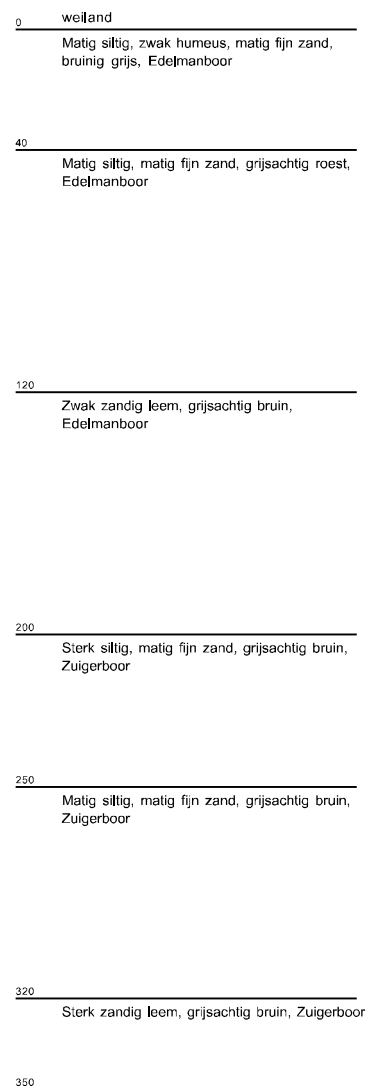 0
weiland
Matig siltig, zwak humeus, matig fijn zand,
bruinig grijs, Edelmanboor
40
Matig siltig, matig fijn zand, grijsachtig roest,
Edelmanboor
120
Zwak zandig leem, grijsachtig bruin,
Edelmanboor
200
Sterk siltig, matig fijn zand, grijsachtig bruin,
Zuigerboor
250
Matig siltig, matig fijn zand, grijsachtig bruin,
Zuigerboor
320
Sterk zandig leem, grijsachtig bruin, Zuigerboor
350